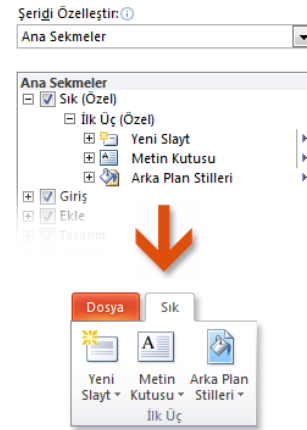 Şeridi Özelleştir:
Ana Sekmeler
Ana Sekmeler
Sık (Özel)
İlk Üç (Özel)
Yeni Slayt
Metin Kutusu
Arka Plan Stilleri
Giriş
Ekle
Tasarım
Dosya Sık
Yeni Slayt
Metin Kutusu
Arka Plan Stilleri
İlk Üç